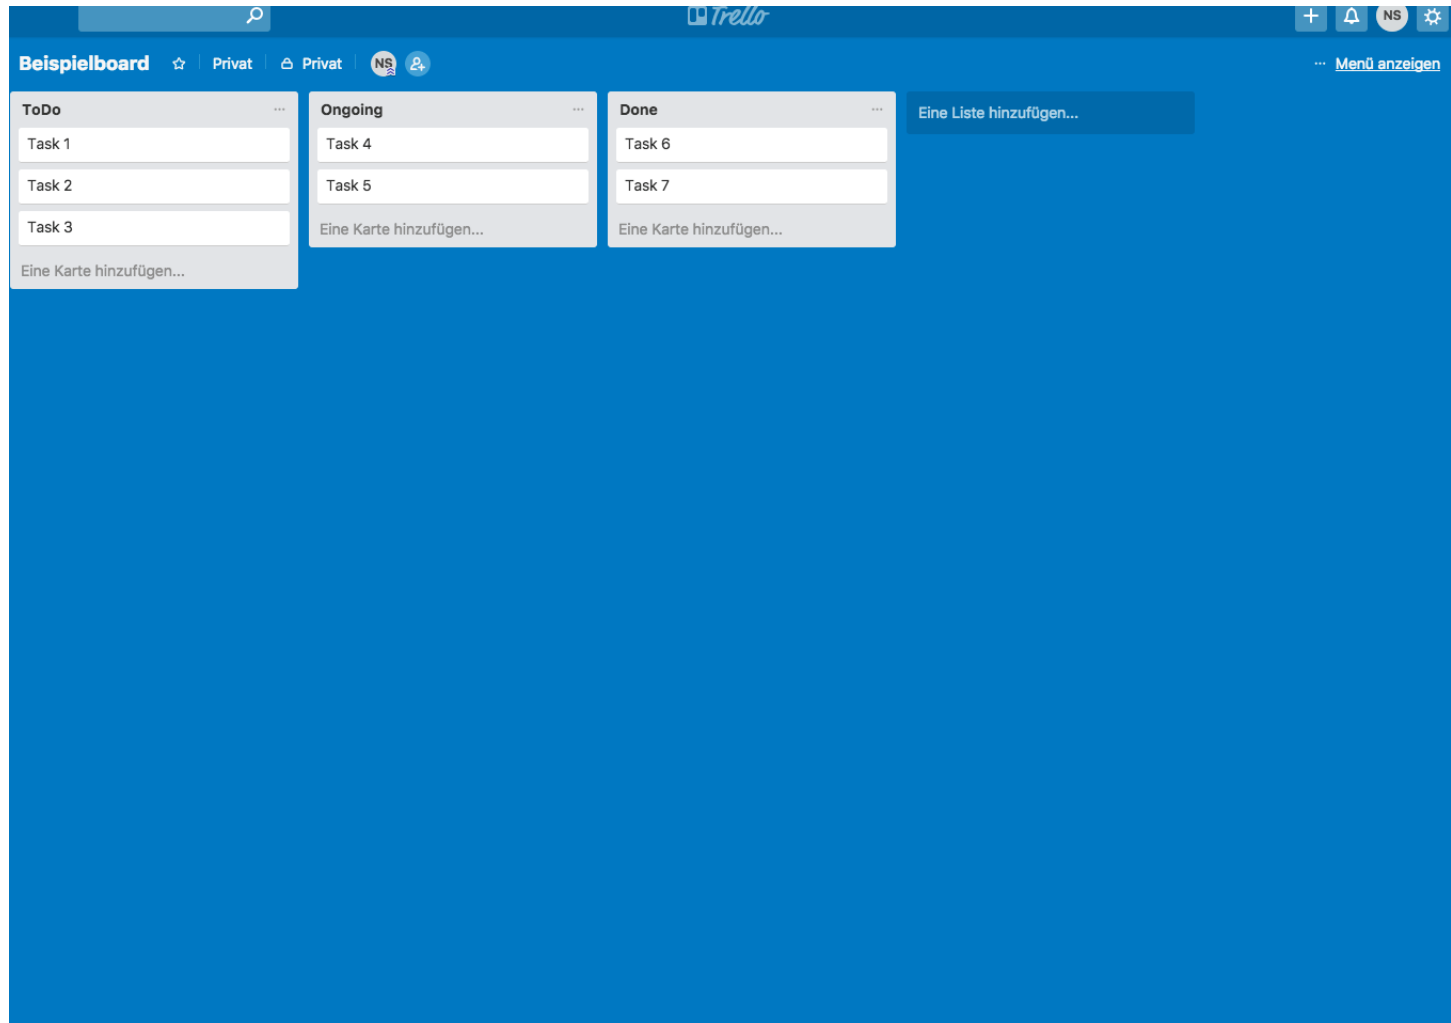 Trello
NS
Beispielboard Privat Privat NS ... Menü anzeigen
ToDo ...
Task 1
Task 2
Task 3
Eine Karte hinzufügen...
Ongoing ...
Task 4
Task 5
Eine Karte hinzufügen...
Done ...
Task 6
Task 7
Eine Karte hinzufügen...
Eine Liste hinzufügen...